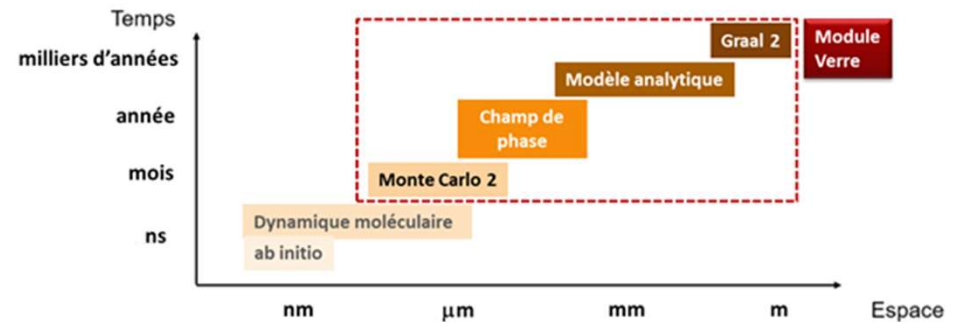 Temps
milliers d'années
année
mois
ns
Graal 2
Module
Verre
Modèle analytique
Champ de
phase
Monte Carlo 2
Dynamique moléculaire
ab initio
nm
μm
mm
m
Espace